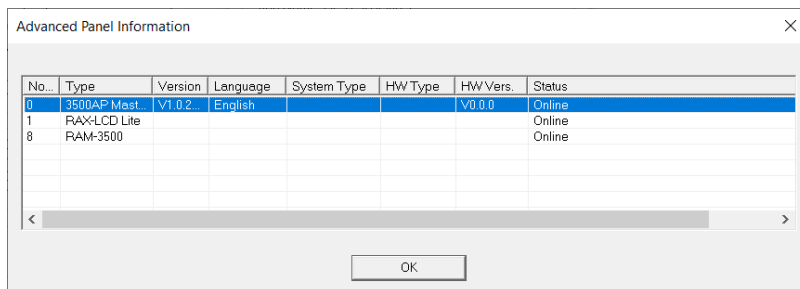 Advanced Panel Information
No... Type Version Language System Type HW Type HW Vers. Status
0 3500AP Mast... V1.0.2... English V0.0.0 Online
1 RAX-LCD Lite Online
8 RAM-3500 Online
OK